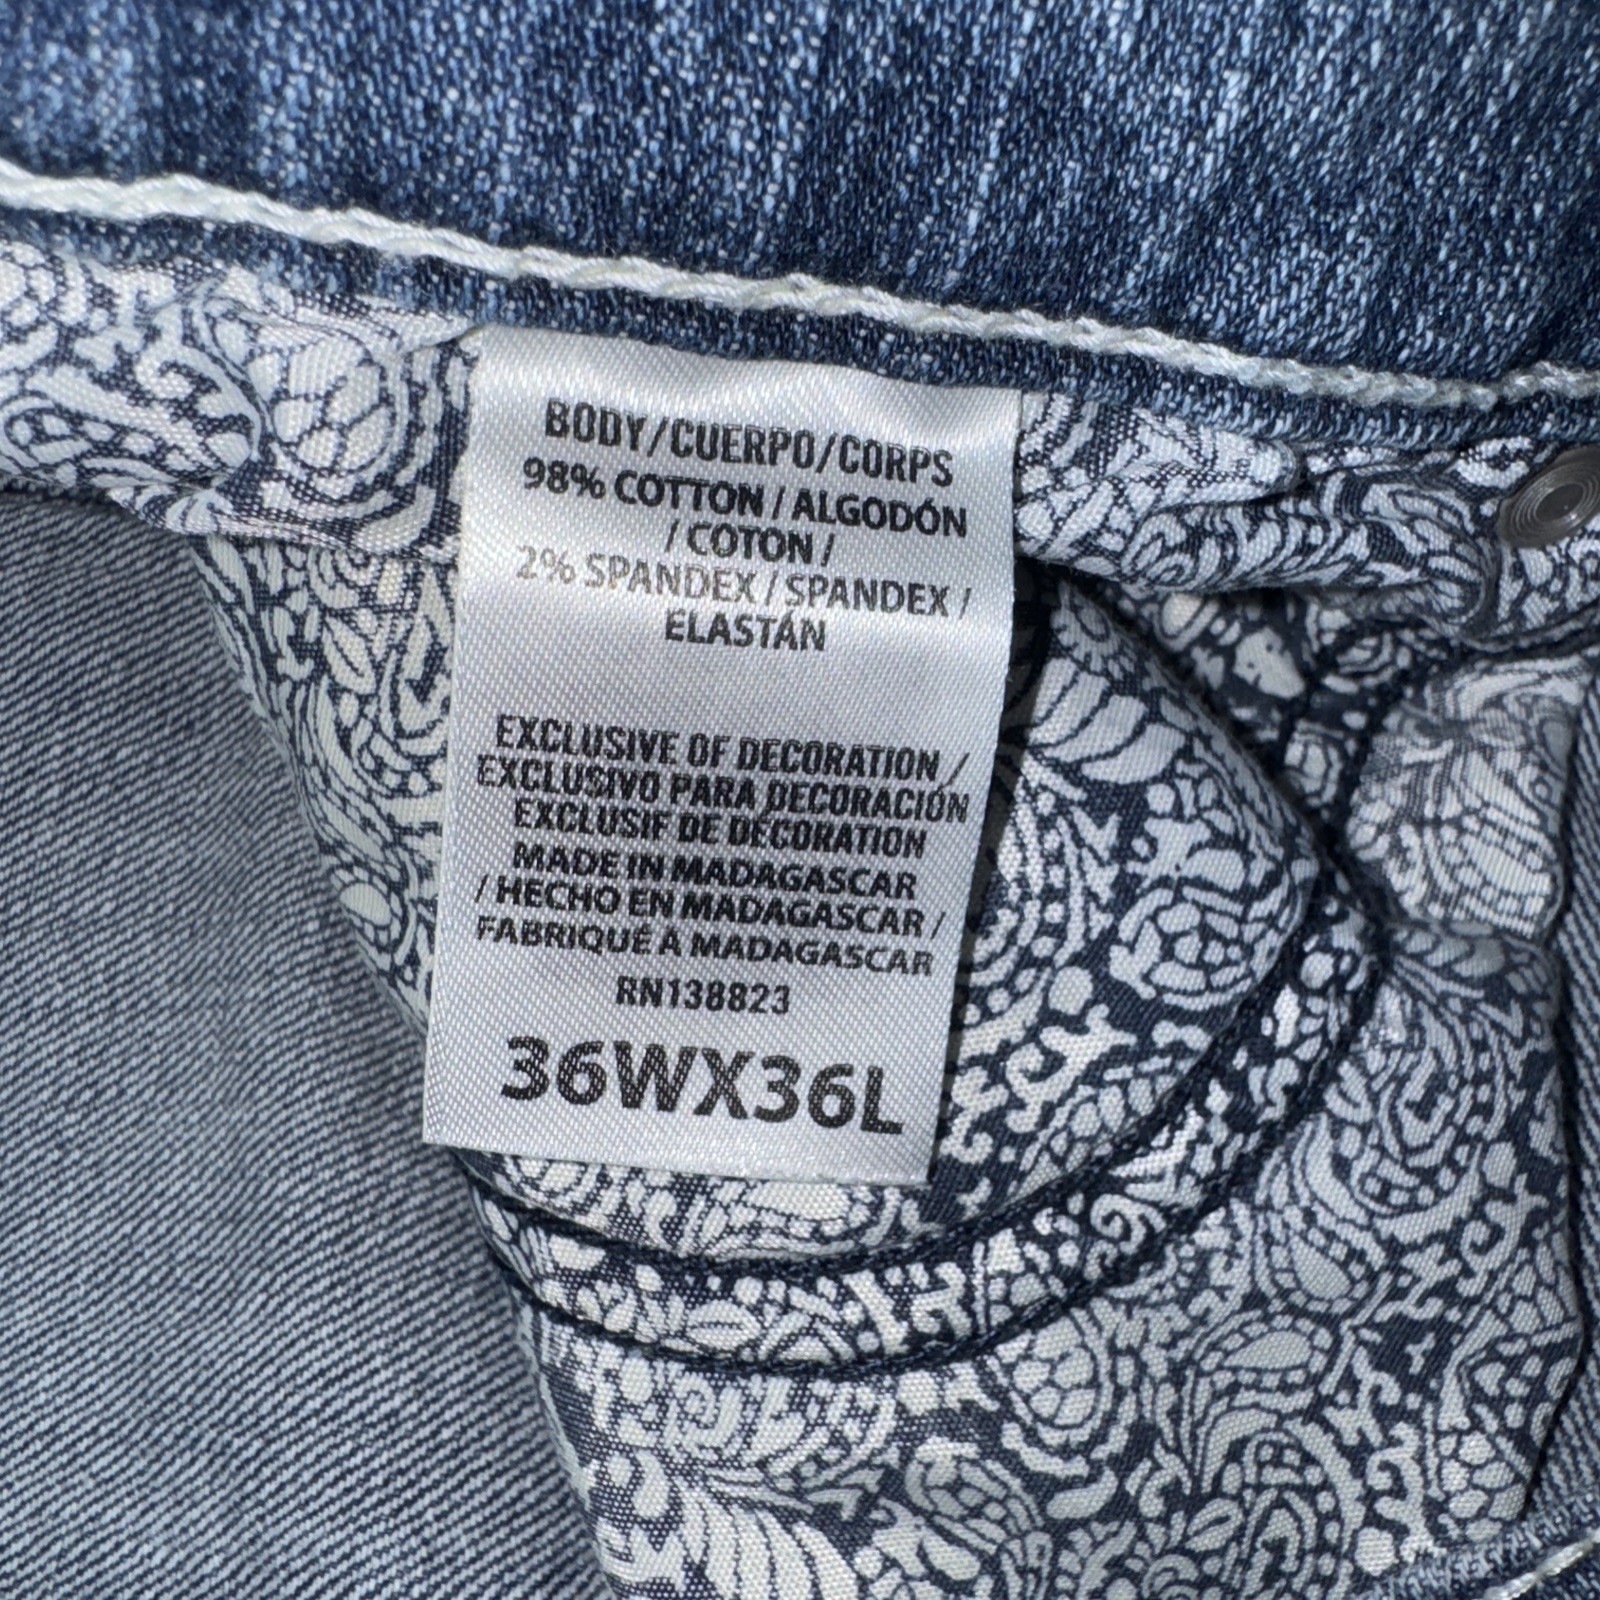 BODY/CUERPO/CORPS
98% COTTON / ALGODÓN
/ COTON /
2% SPANDEX / SPANDEX /
ELASTÁN
EXCLUSIVE OF DECORATION /
EXCLUSIVO PARA DECORACIÓN
EXCLUSIF DE DÉCORATION
MADE IN MADAGASCAR
/ HECHO EN MADAGASCAR /
FABRIQUÉ À MADAGASCAR
RN138823
36WX36L